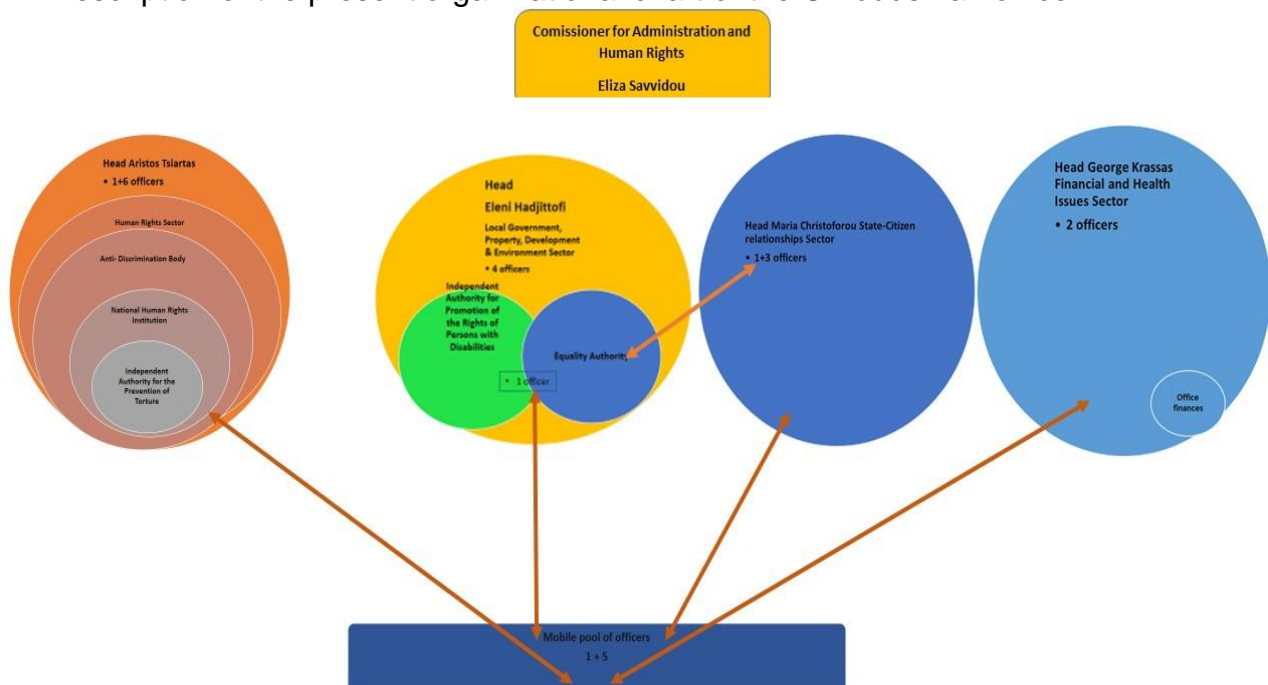 Comissioner for Administration and
Human Rights
Eliza Savvidou
Head Aristos Tsiartas
• 1+6 officers
Human Rights Sector
Anti- Discrimination Body
National Human Rights
Institution
Independent
Authority for the
Prevention of
Torture
Head
Eleni Hadjittofi
Local Government,
Property, Development
& Environment Sector
• 4 officers
Independent
Authority for
Promotion of
the Rights of
Persons with
Disabilities
Equality Authority
• 1 officer
Head Maria Christoforou State-Citizen
relationships Sector
• 1+3 officers
Head George Krassas
Financial and Health
Issues Sector
• 2 officers
Office
finances
Mobile pool of officers
1 + 5